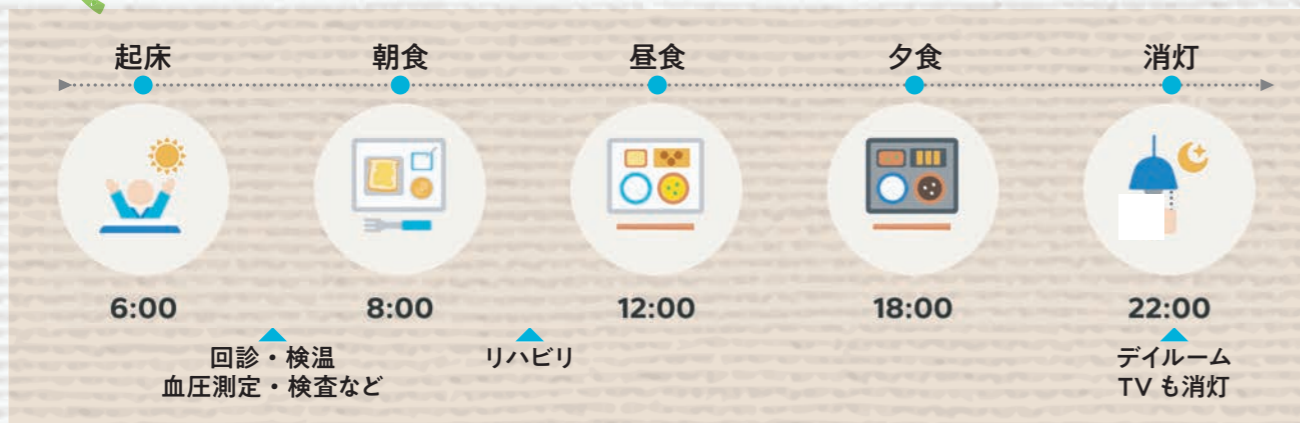 起床
朝食
昼食
夕食
消灯
6:00
8:00
12:00
18:00
22:00
回診・検温
血圧測定・検査など
リハビリ
デイルーム
TV も消灯